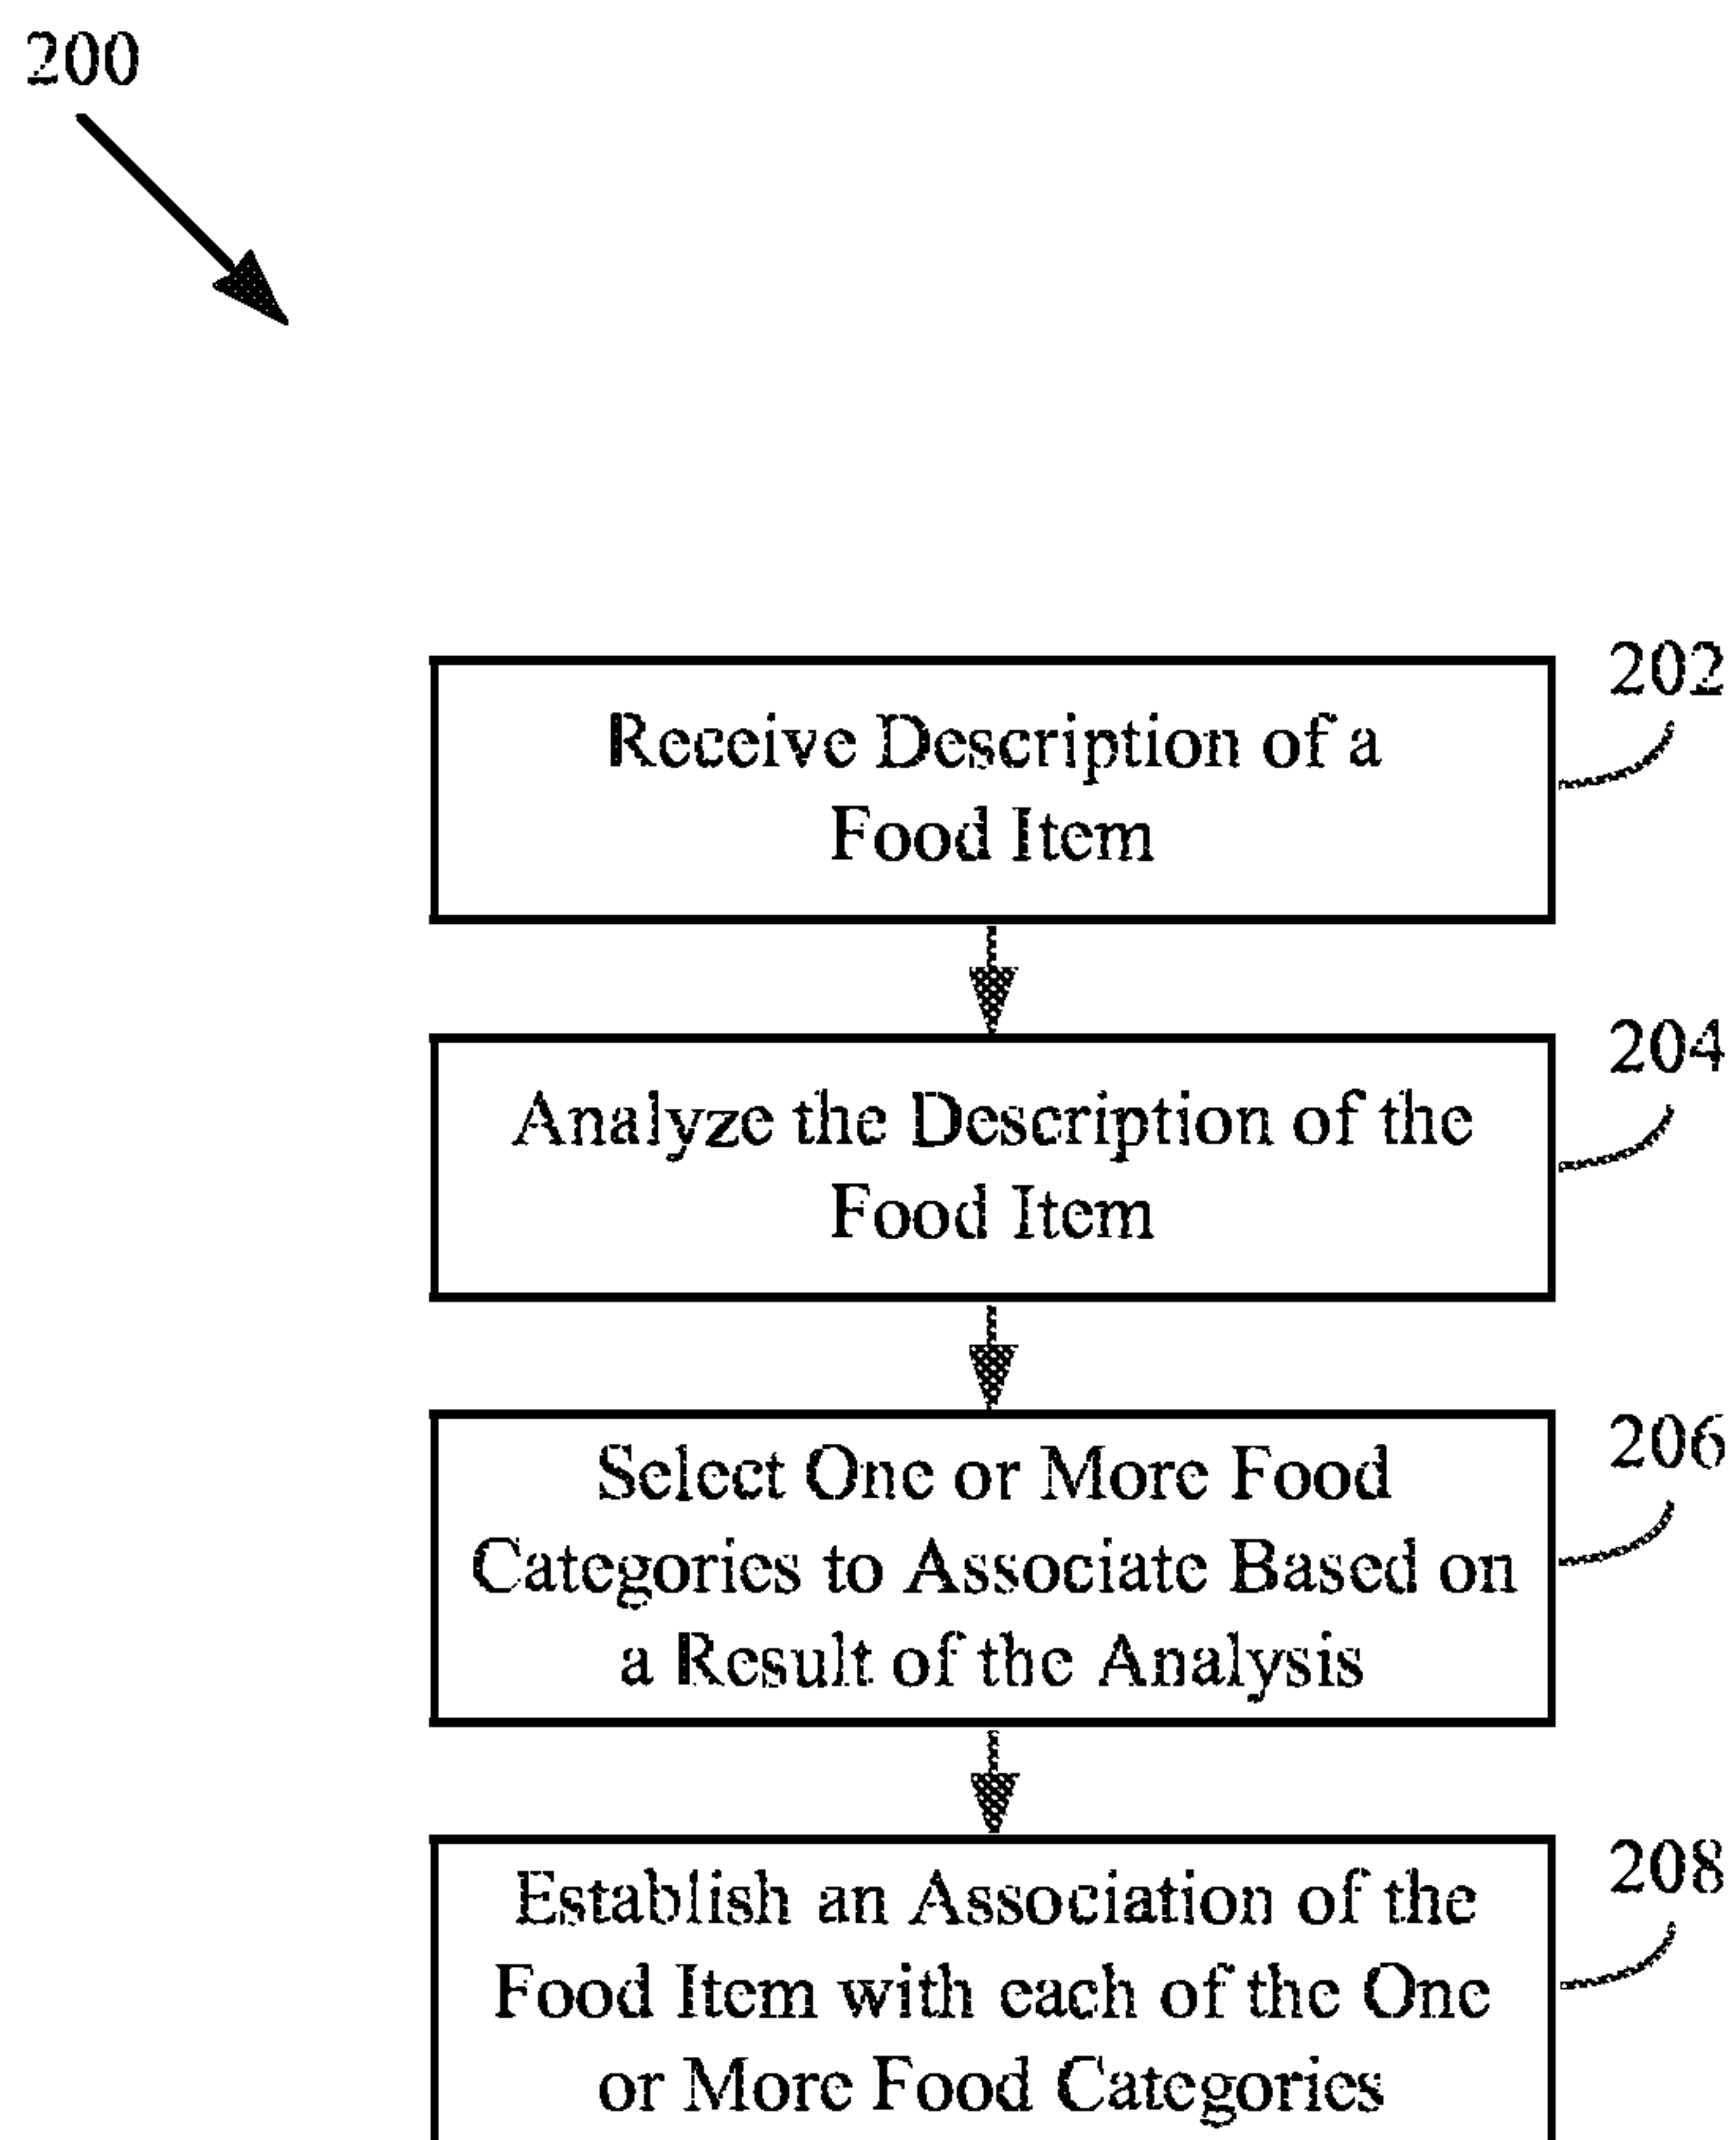 200
202
Receive Description of a
Food Item
204
Analyze the Description of the
Food Item
206
Select One or More Food
Categories to Associate Based on
a Result of the Analysis
208
Establish an Association of the
Food Item with each of the One
or More Food Categories